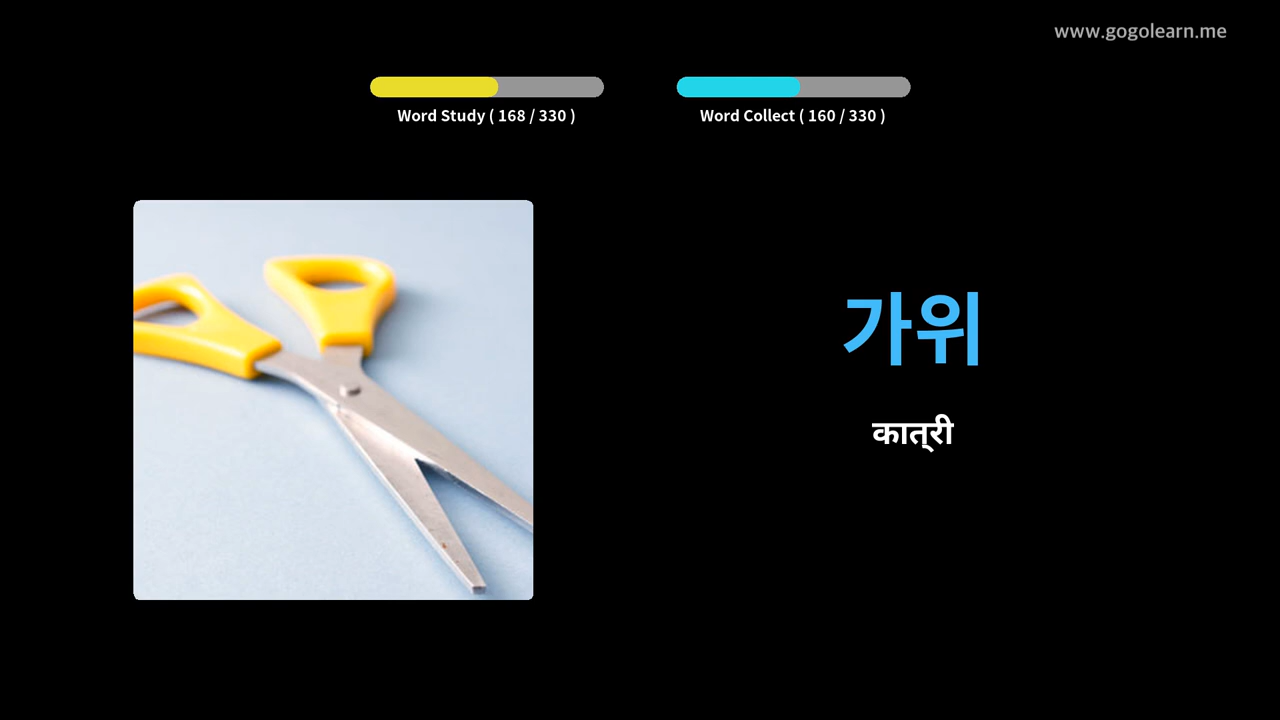 www.gogolearn.me
Word Study ( 168 / 330 )
Word Collect ( 160 / 330 )
가위
कात्री